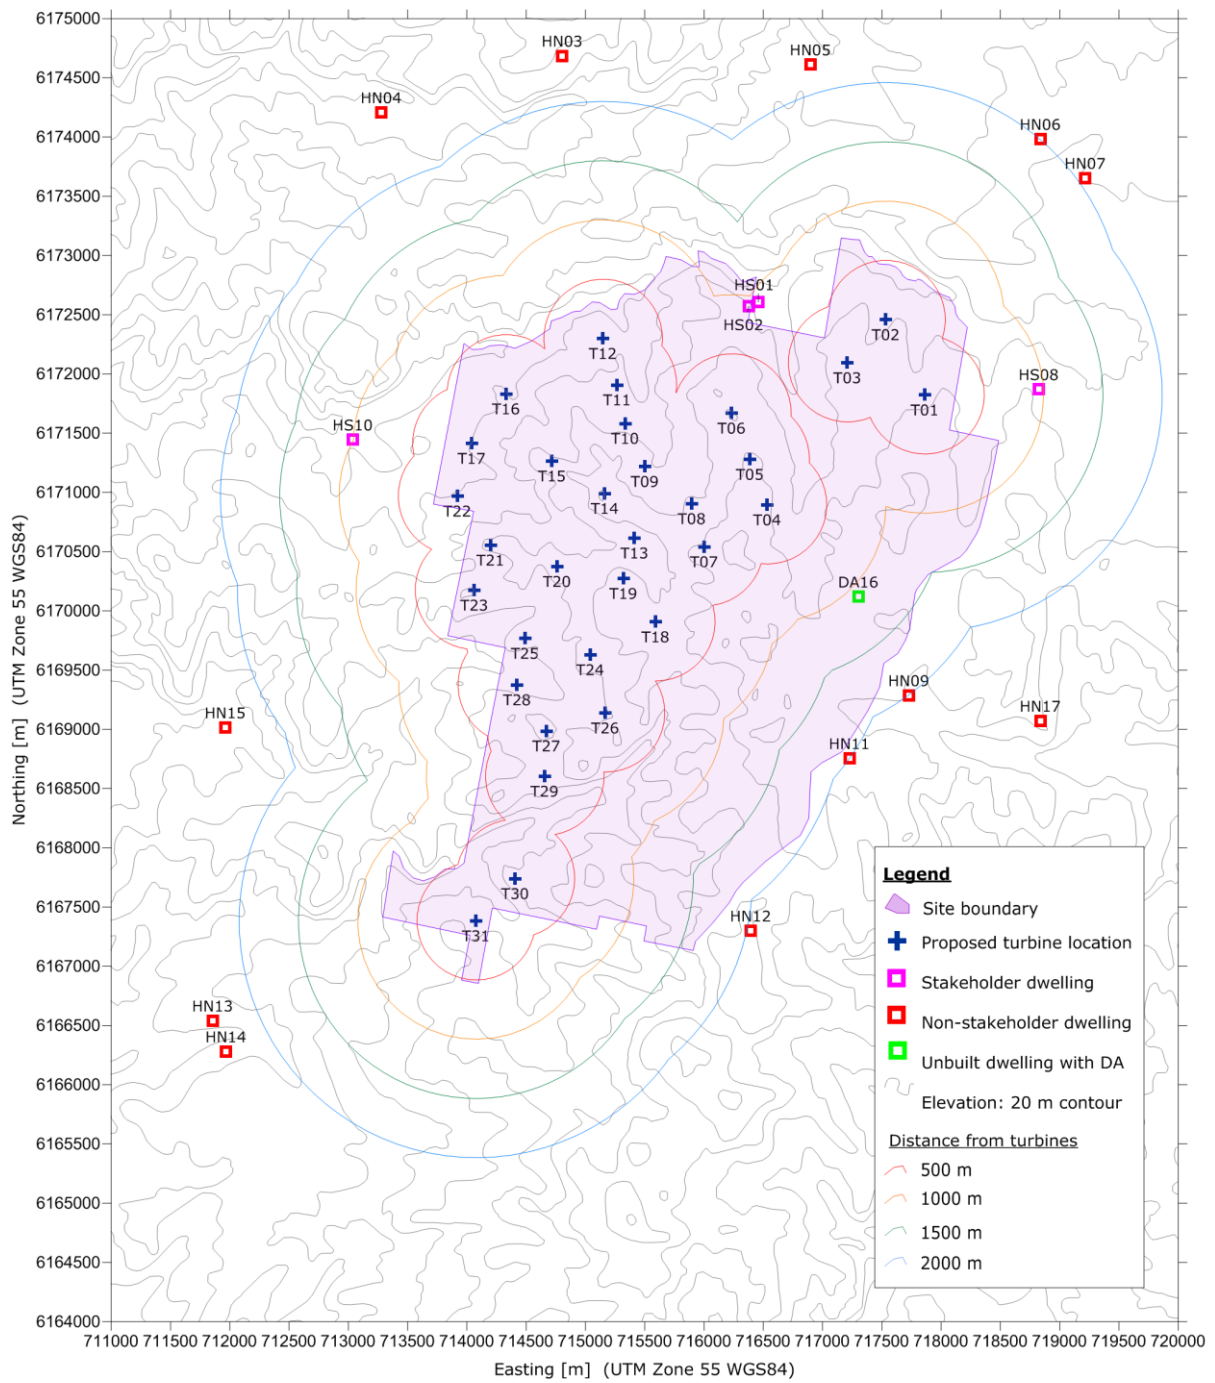 6175000
HN03
HN05
6174500
HN04
6174000
HN06
HN07
6173500
6173000
HS01
6172500
HS02
T02
T12
6172000
T03
HS08
T11
T16
T01
6171500
HS10
T10
T06
T17
T15
T09
T05
6171000
T22
T14
T08
T04
6170500
T21
T13
T07
T20
DA16
T23
T19
6170000
T18
T25
T24
6169500
T28
HN09
HN15
T26
HN17
6169000
T27
HN11
T29
6168500
6168000
T30
6167500
T31
HN12
6167000
HN13
6166500
HN14
6166000
6165500
6165000
6164500
6164000
711000 711500 712000 712500 713000 713500 714000 714500 715000 715500 716000 716500 717000 717500 718000 718500 719000 719500 720000
Easting [m] (UTM Zone 55 WGS84)
Northing [m] (UTM Zone 55 WGS84)
Legend
Site boundary
Proposed turbine location
Stakeholder dwelling
Non-stakeholder dwelling
Unbuilt dwelling with DA
Elevation: 20 m contour
Distance from turbines
500 m
1000 m
1500 m
2000 m